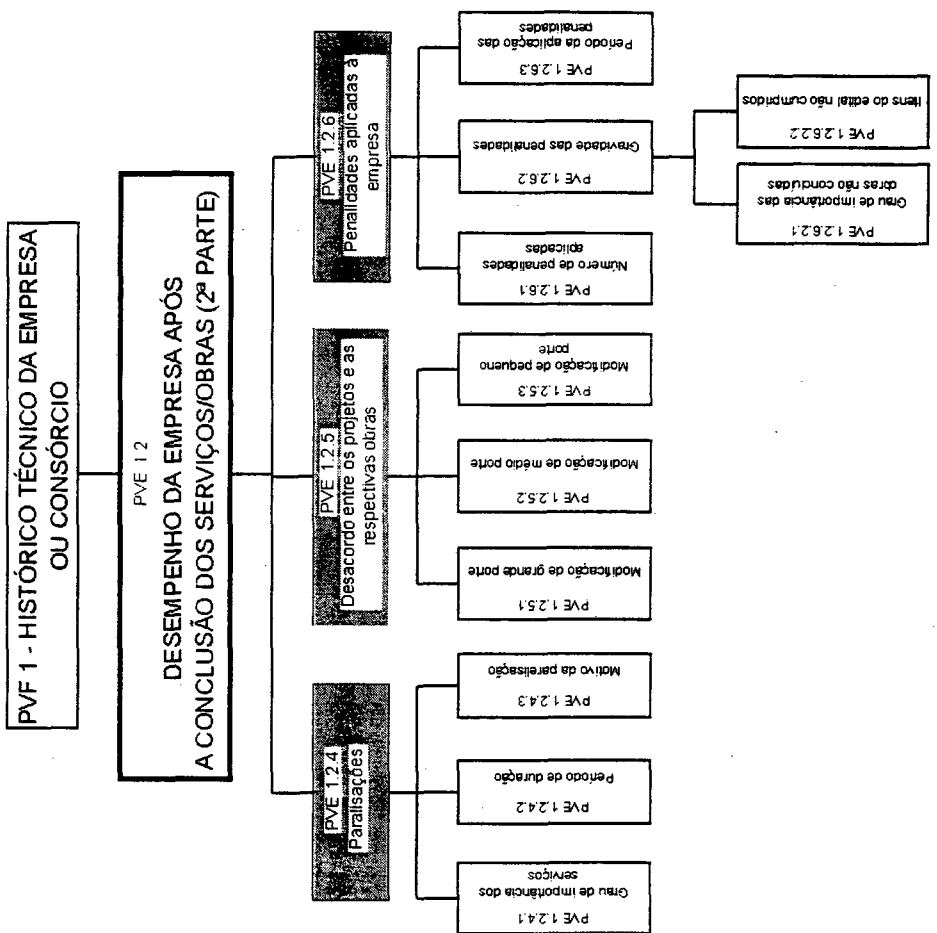 PVF 1 - HISTÓRICO TÉCNICO DA EMPRESA
OU CONSÓRCIO
PVE 1.2
DESEMPENHO DA EMPRESA APÓS
A CONCLUSÃO DOS SERVIÇOS/OBRAS (2ª PARTE)
PVE 1.2.4
Paralisações
PVE 1.2.5
Desacordo entre os projetos e as
respectivas obras
PVE 1.2.6
Penalidades aplicadas à
empresa
PVE 1.2.4.1
Grau de importância dos
serviços
PVE 1.2.4.2
Período de duração
PVE 1.2.4.3
Motivo da parelisação
PVE 1.2.5.1
Modificação de grande porte
PVE 1.2.5.2
Modificação de médio porte
PVE 1.2.5.3
Modificação de pequeno
porte
PVE 1.2.6.1
Número de penalidades
aplicadas
PVE 1.2.6.2
Gravidade das penalidades
PVE 1.2.6.3
Período da aplicação das
penalidades
PVE 1.2.6.2.1
Grau de importância das
obras não concluídas
PVE 1.2.6.2.2
Itens do edital não cumpridos